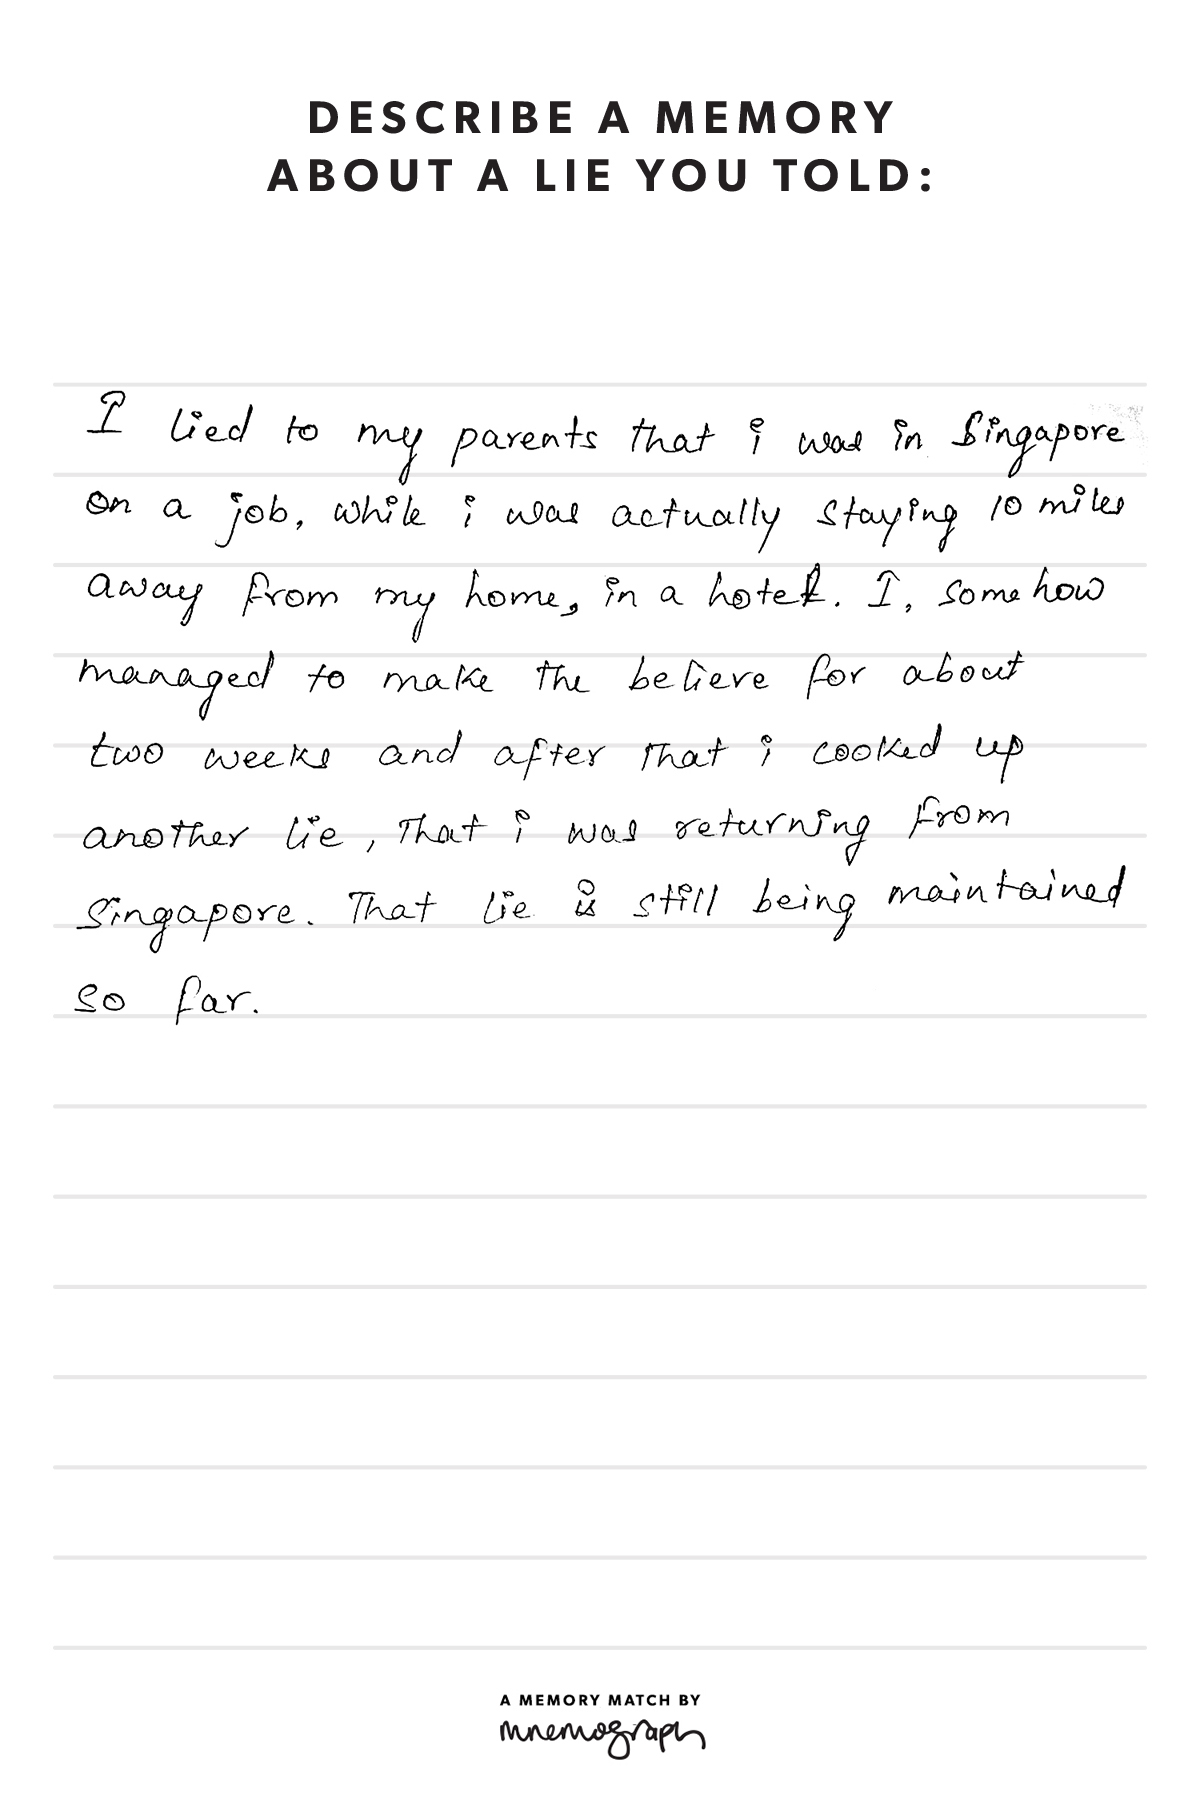 DESCRIBE A MEMORY
ABOUT A LIE YOU TOLD:
I lied to my parents that i was in Singapore
on a job, while i was actually staying 10 miles
away from my home, in a hotel. I, somehow
managed to make the believe for about
two weeks and after that i cooked up
another lie, that i was returning from
Singapore. That lie is still being maintained
so far.
A MEMORY MATCH BY
mnemograph